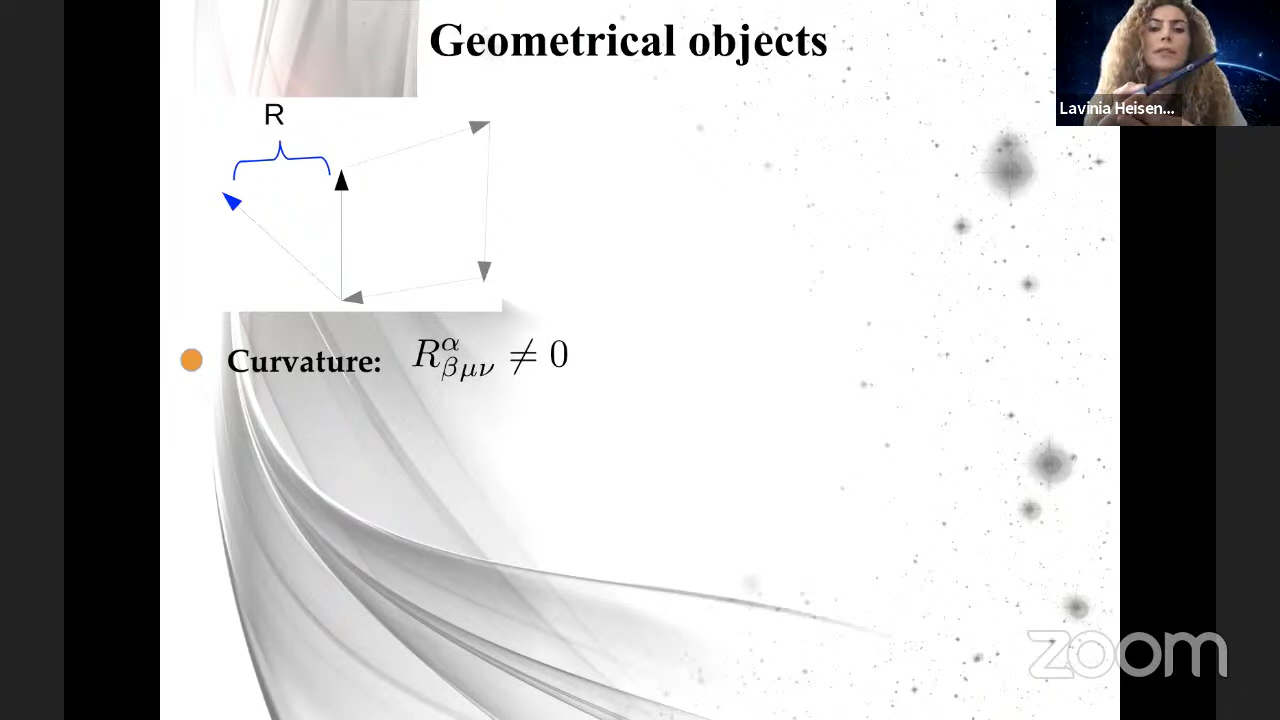 Geometrical objects
R
Lavinia Heisen...
Curvature: $R^{\alpha}_{\beta\mu\nu} \neq 0$
zoom